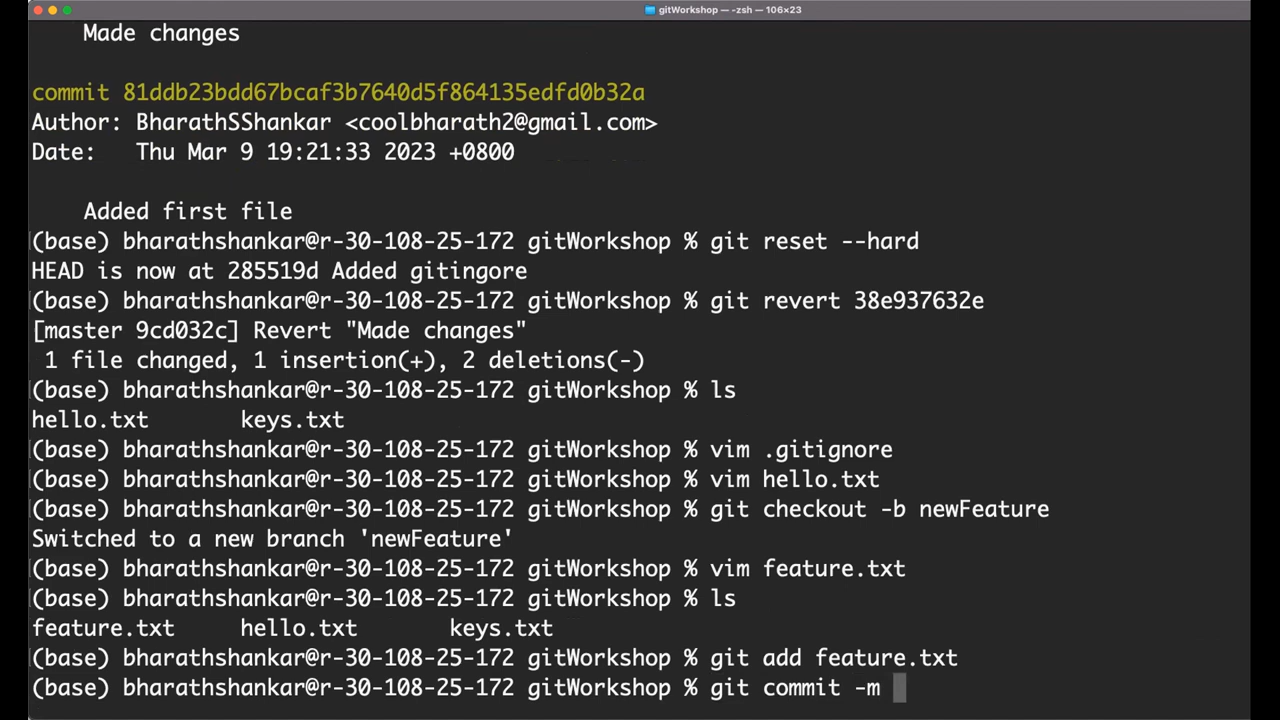 gitWorkshop — -zsh — 106×23
Made changes
commit 81ddb23bdd67bcaf3b7640d5f864135edfd0b32a
Author: BharathSShankar <coolbharath2@gmail.com>
Date:   Thu Mar 9 19:21:33 2023 +0800
Added first file
(base) bharathshankar@r-30-108-25-172 gitWorkshop % git reset --hard
HEAD is now at 285519d Added gitingore
(base) bharathshankar@r-30-108-25-172 gitWorkshop % git revert 38e937632e
[master 9cd032c] Revert "Made changes"
 1 file changed, 1 insertion(+), 2 deletions(-)
(base) bharathshankar@r-30-108-25-172 gitWorkshop % ls
hello.txt       keys.txt
(base) bharathshankar@r-30-108-25-172 gitWorkshop % vim .gitignore
(base) bharathshankar@r-30-108-25-172 gitWorkshop % vim hello.txt
(base) bharathshankar@r-30-108-25-172 gitWorkshop % git checkout -b newFeature
Switched to a new branch 'newFeature'
(base) bharathshankar@r-30-108-25-172 gitWorkshop % vim feature.txt
(base) bharathshankar@r-30-108-25-172 gitWorkshop % ls
feature.txt     hello.txt       keys.txt
(base) bharathshankar@r-30-108-25-172 gitWorkshop % git add feature.txt
(base) bharathshankar@r-30-108-25-172 gitWorkshop % git commit -m